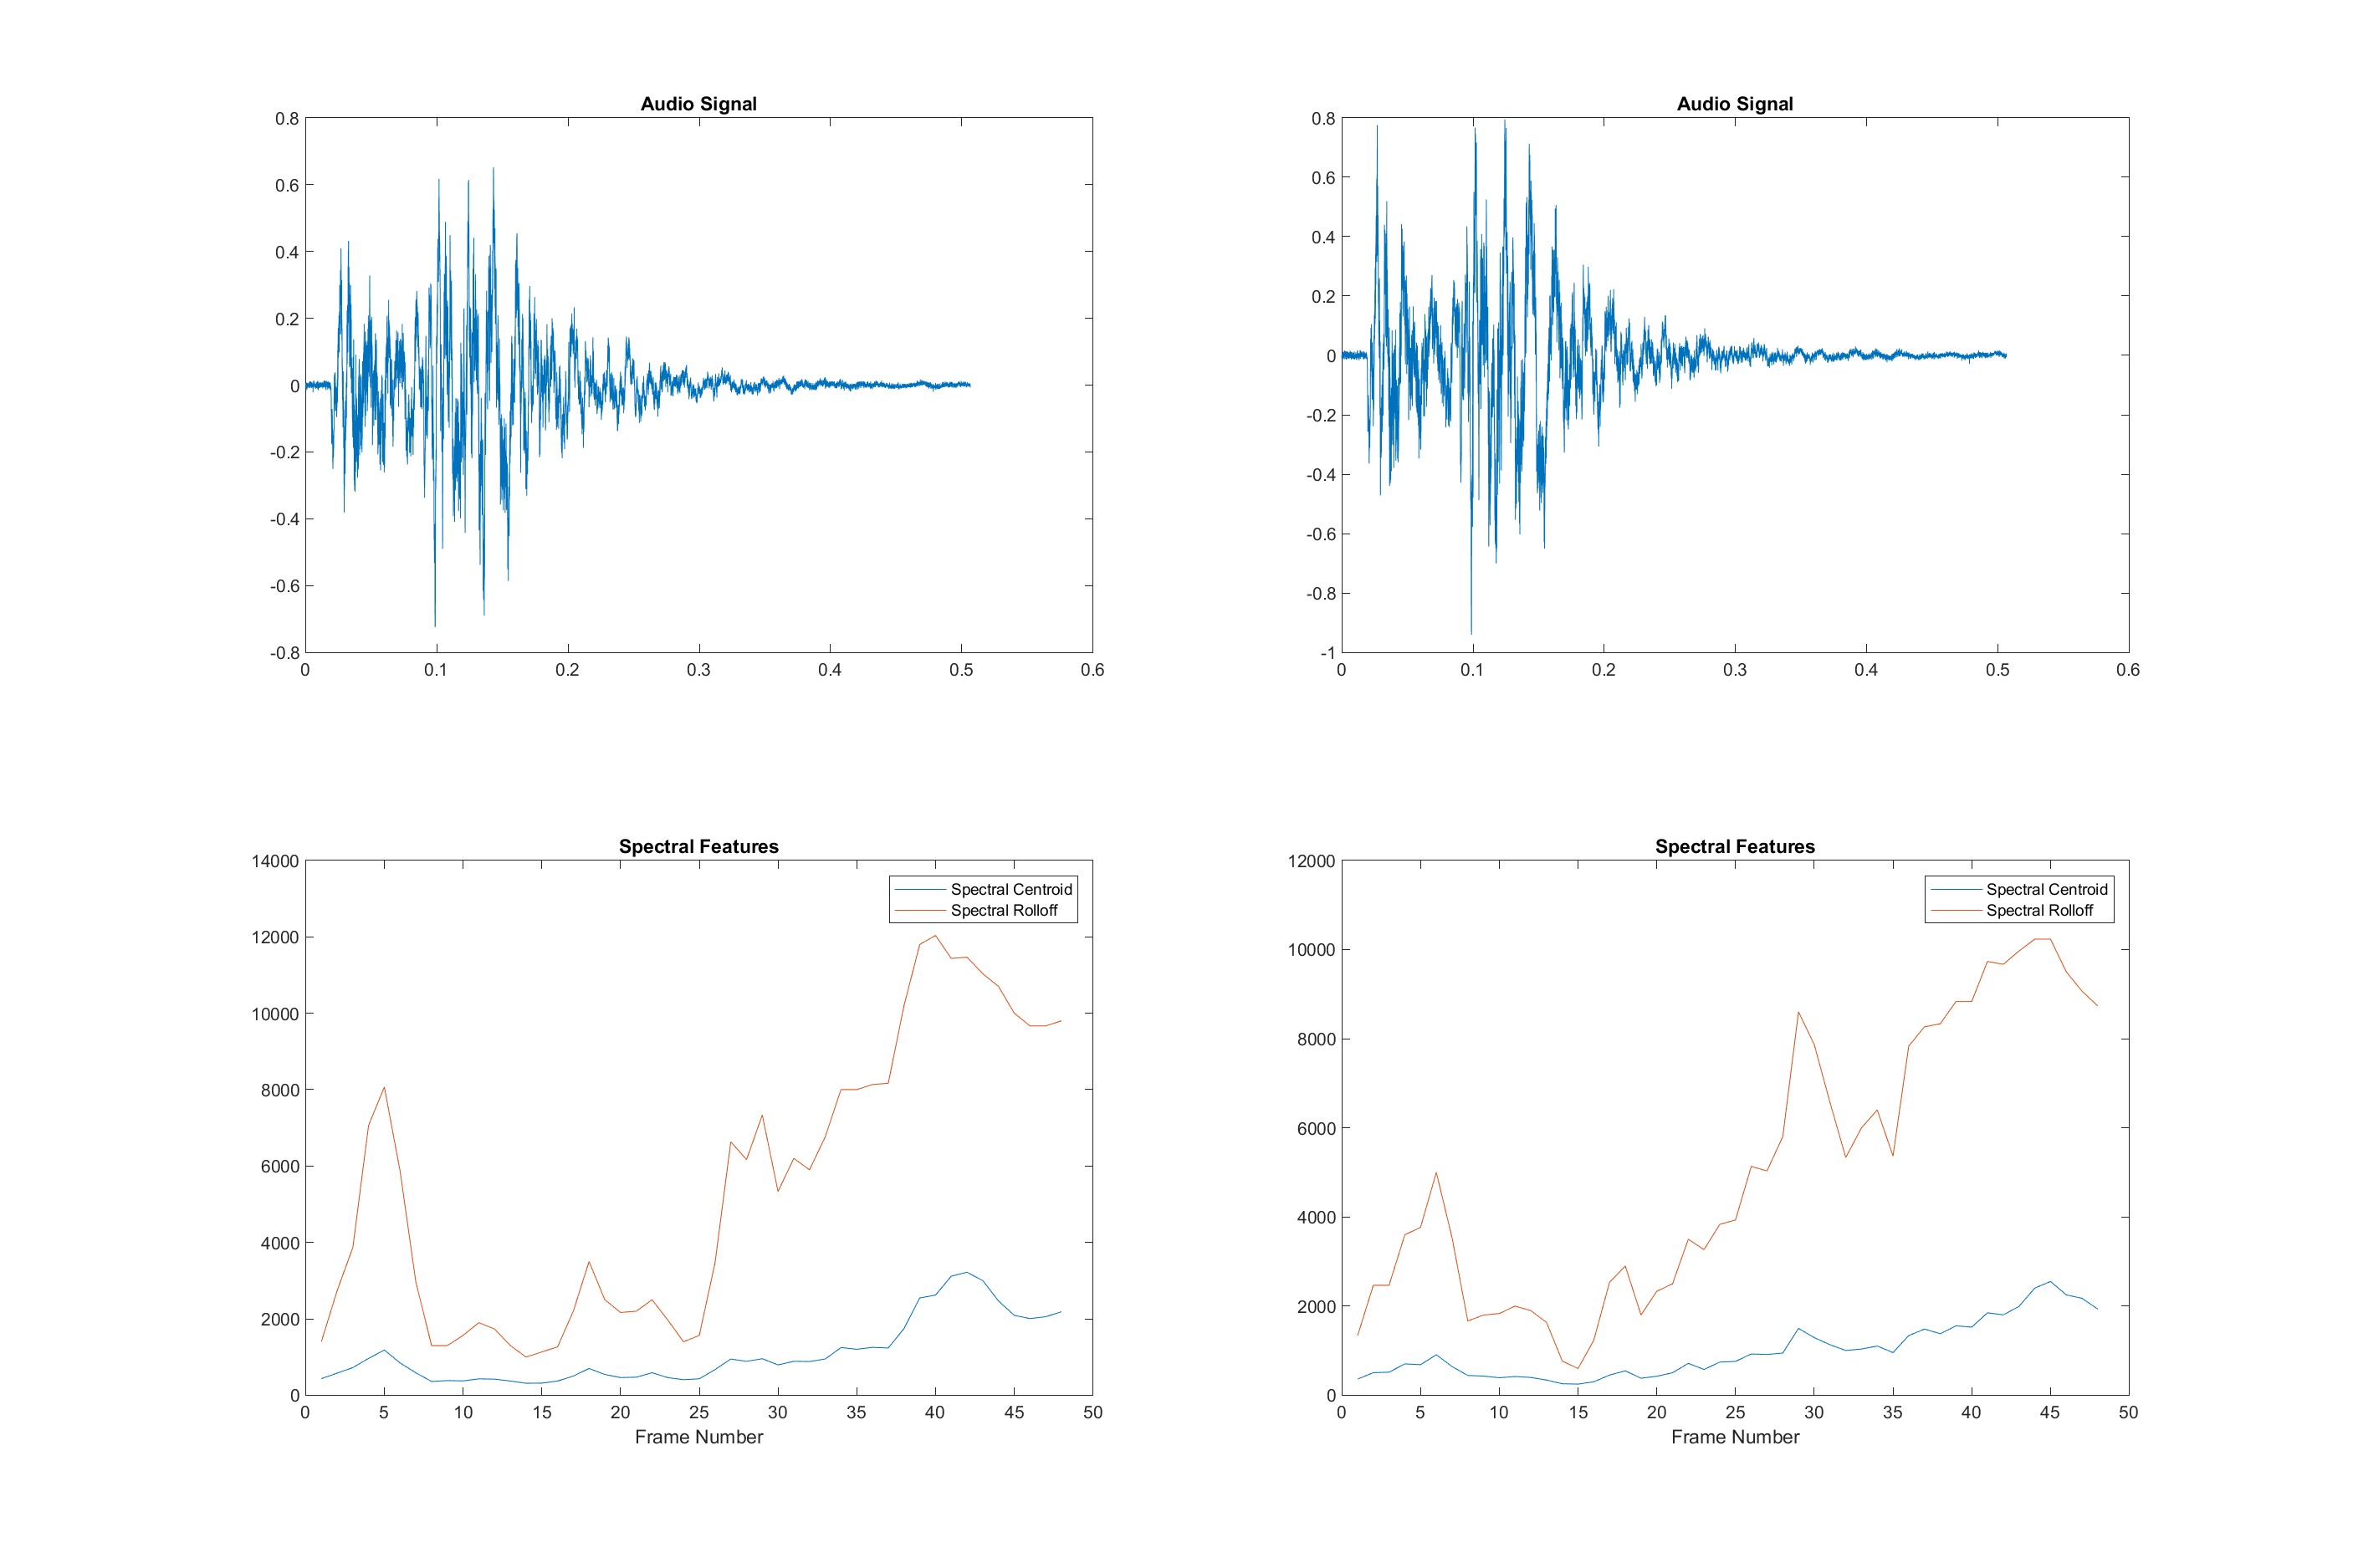 Audio Signal
0.8
0.6
0.4
0.2
0
-0.2
-0.4
-0.6
-0.8
0 0.1 0.2 0.3 0.4 0.5 0.6
Audio Signal
0.8
0.6
0.4
0.2
0
-0.2
-0.4
-0.6
-0.8
-1
0 0.1 0.2 0.3 0.4 0.5 0.6
Spectral Features
14000
12000
10000
8000
6000
4000
2000
0
Spectral Centroid
Spectral Rolloff
0 5 10 15 20 25 30 35 40 45 50
Frame Number
Spectral Features
12000
10000
8000
6000
4000
2000
0
Spectral Centroid
Spectral Rolloff
0 5 10 15 20 25 30 35 40 45 50
Frame Number